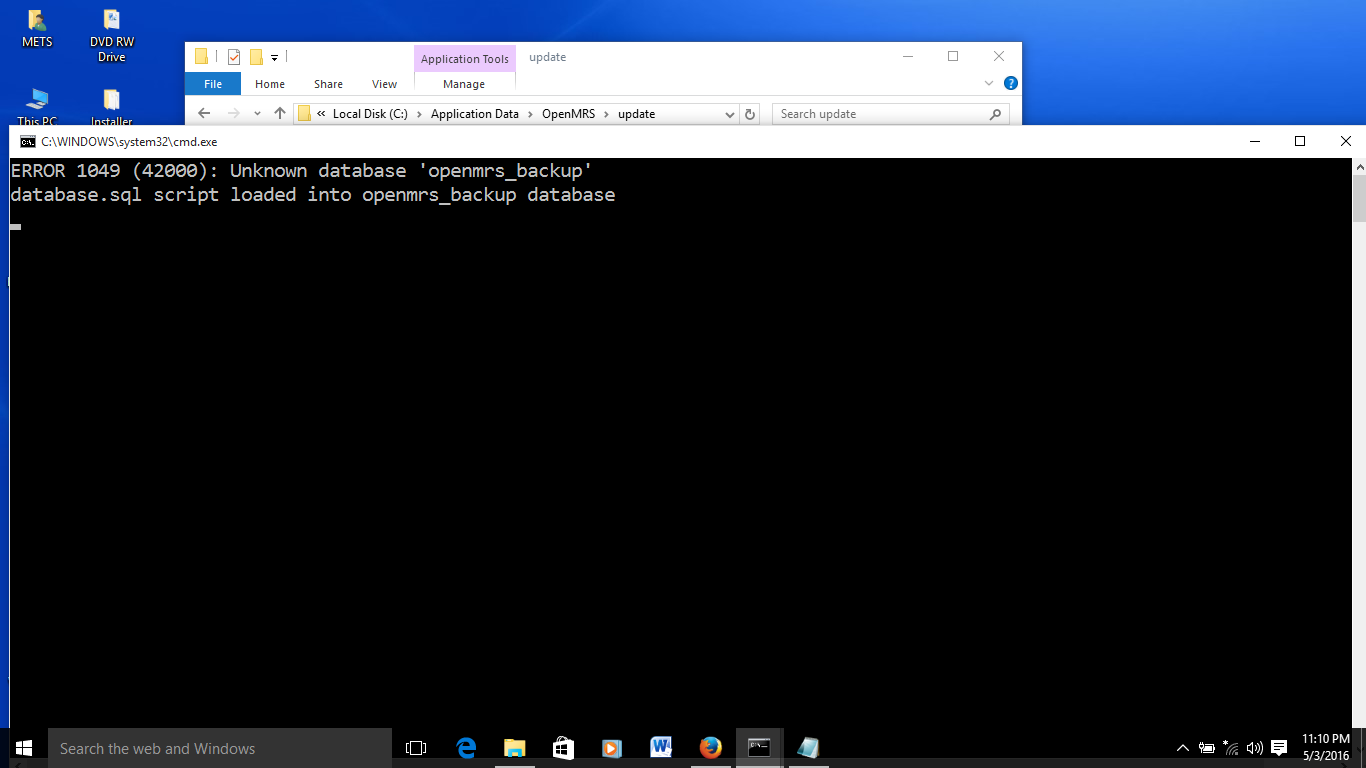 METS
DVD RW
Drive
This PC
Installer
Application Tools
update
File
Home
Share
View
Manage
« Local Disk (C:) › Application Data › OpenMRS › update
Search update
C:\WINDOWS\system32\cmd.exe
ERROR 1049 (42000): Unknown database 'openmrs_backup'
database.sql script loaded into openmrs_backup database
Search the web and Windows
11:10 PM
5/3/2016